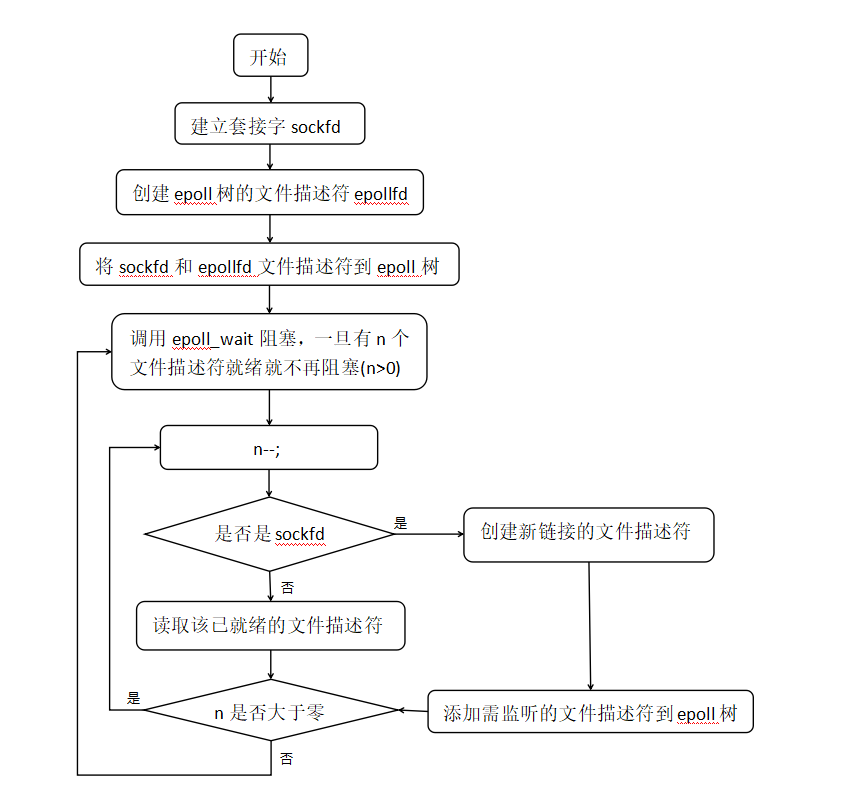 开始
建立套接字 sockfd
创建 epoll 树的文件描述符 epollfd
将 sockfd 和 epollfd 文件描述符到 epoll 树
调用 epoll_wait 阻塞，一旦有 n 个
文件描述符就绪就不再阻塞(n>0)
n--;
是否是 sockfd
是
创建新链接的文件描述符
否
读取该已就绪的文件描述符
是
n 是否大于零
添加需监听的文件描述符到 epoll 树
否